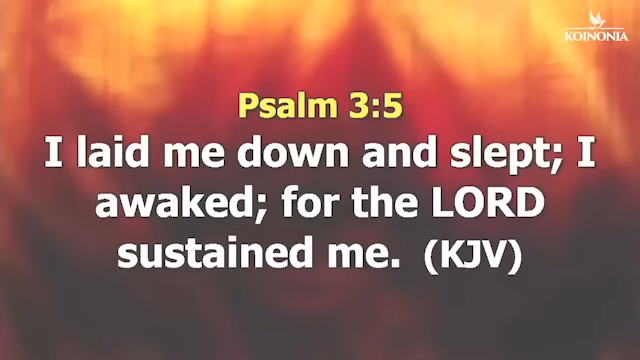 KOINONIA
Psalm 3:5
I laid me down and slept; I
awaked; for the LORD
sustained me. (KJV)